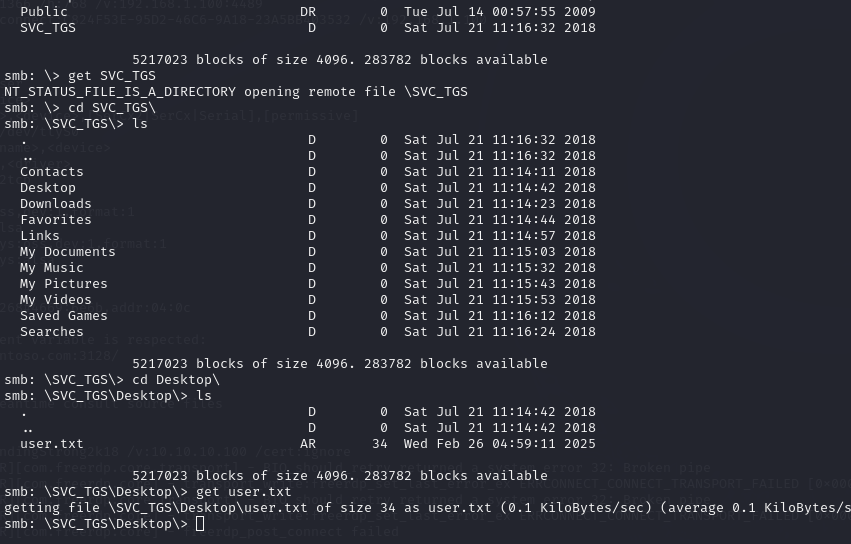 Public DR 0 Tue Jul 14 00:57:55 2009
SVC_TGS D 0 Sat Jul 21 11:16:32 2018
5217023 blocks of size 4096. 283782 blocks available
smb: \> get SVC_TGS
NT_STATUS_FILE_IS_A_DIRECTORY opening remote file \SVC_TGS
smb: \> cd SVC_TGS\
smb: \SVC_TGS\> ls
. D 0 Sat Jul 21 11:16:32 2018
.. D 0 Sat Jul 21 11:16:32 2018
Contacts D 0 Sat Jul 21 11:14:11 2018
Desktop D 0 Sat Jul 21 11:14:42 2018
Downloads D 0 Sat Jul 21 11:14:23 2018
Favorites D 0 Sat Jul 21 11:14:44 2018
Links D 0 Sat Jul 21 11:14:57 2018
My Documents D 0 Sat Jul 21 11:15:03 2018
My Music D 0 Sat Jul 21 11:15:32 2018
My Pictures D 0 Sat Jul 21 11:15:43 2018
My Videos D 0 Sat Jul 21 11:15:53 2018
Saved Games D 0 Sat Jul 21 11:16:12 2018
Searches D 0 Sat Jul 21 11:16:24 2018
5217023 blocks of size 4096. 283782 blocks available
smb: \SVC_TGS\> cd Desktop\
smb: \SVC_TGS\Desktop\> ls
. D 0 Sat Jul 21 11:14:42 2018
.. D 0 Sat Jul 21 11:14:42 2018
user.txt AR 34 Wed Feb 26 04:59:11 2025
5217023 blocks of size 4096. 283782 blocks available
smb: \SVC_TGS\Desktop\> get user.txt
getting file \SVC_TGS\Desktop\user.txt of size 34 as user.txt (0.1 KiloBytes/sec) (average 0.1 KiloBytes/s
smb: \SVC_TGS\Desktop\>